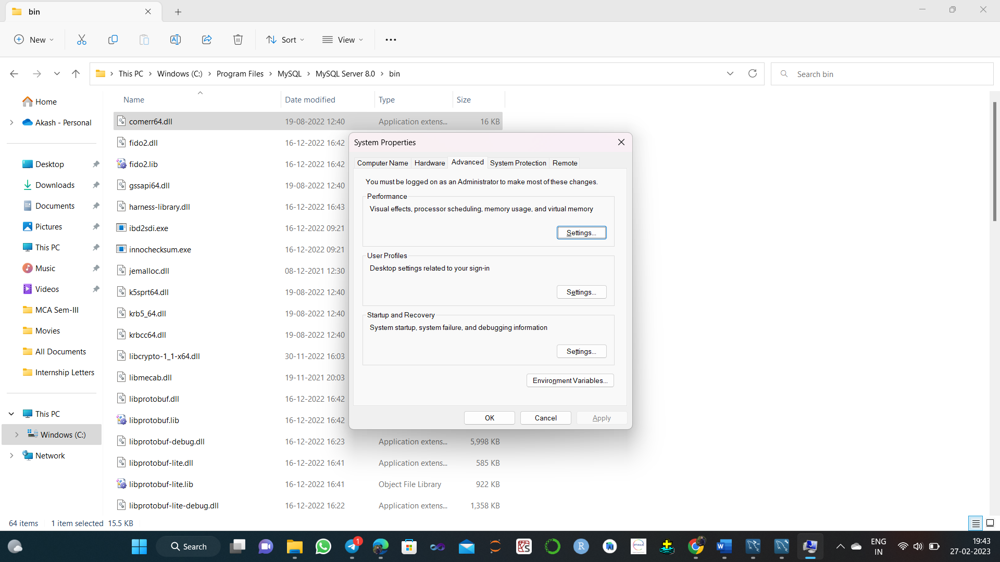 bin
New
Sort
View
This PC
Windows (C:)
Program Files
MySQL
MySQL Server 8.0
bin
Search bin
Home
Akash - Personal
Desktop
Downloads
Documents
Pictures
This PC
Music
Videos
MCA Sem-III
Movies
All Documents
Internship Letters
This PC
Windows (C:)
Network
Name Date modified Type Size
comerr64.dll 19-08-2022 12:40 Application extens... 16 KB
fido2.dll 16-12-2022 16:42
fido2.lib 16-12-2022 16:42
gssapi64.dll 19-08-2022 12:40
harness-library.dll 16-12-2022 16:43
ibd2sdi.exe 16-12-2022 09:21
innochecksum.exe 16-12-2022 09:21
jemalloc.dll 08-12-2021 12:30
k5sprt64.dll 19-08-2022 12:40
krb5_64.dll 19-08-2022 12:40
krbcc64.dll 19-08-2022 12:40
libcrypto-1_1-x64.dll 30-11-2022 16:03
libmecab.dll 19-11-2021 20:03
libprotobuf.dll 16-12-2022 16:42
libprotobuf.lib 16-12-2022 16:42
libprotobuf-debug.dll 16-12-2022 16:23 Application extens... 5,998 KB
libprotobuf-lite.dll 16-12-2022 16:41 Application extens... 585 KB
libprotobuf-lite.lib 16-12-2022 16:41 Object File Library 922 KB
libprotobuf-lite-debug.dll 16-12-2022 16:22 Application extens... 1,358 KB
System Properties
Computer Name Hardware Advanced System Protection Remote
You must be logged on as an Administrator to make most of these changes.
Performance
Visual effects, processor scheduling, memory usage, and virtual memory
Settings...
User Profiles
Desktop settings related to your sign-in
Settings...
Startup and Recovery
System startup, system failure, and debugging information
Settings...
Environment Variables...
OK Cancel Apply
64 items 1 item selected 15.5 KB
Search
1
R
W
ENG
IN
19:43
27-02-2023